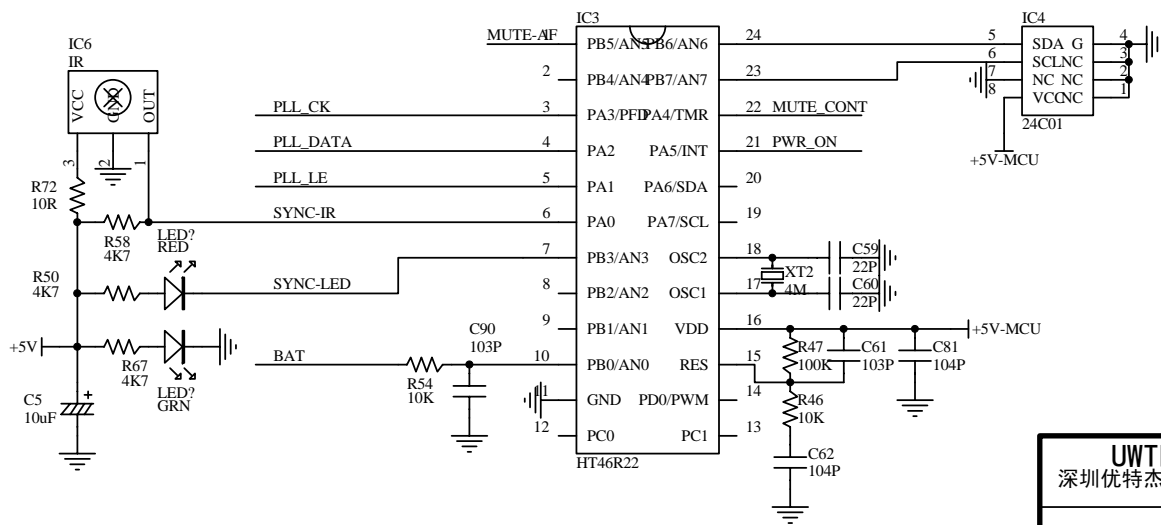 IC6
IR
VCC
GND
OUT
3
2
1
R72
10R
R58
4K7
LED?
RED
R50
4K7
+5V
R67
4K7
LED?
GRN
C5
+
10uF
MUTE-AF
PLL_CK
PLL_DATA
PLL_LE
SYNC-IR
SYNC-LED
BAT
R54
10K
C90
103P
IC3
1 PB5/AN5 PB6/AN6 24
2 PB4/AN4 PB7/AN7 23
3 PA3/PFD PA4/TMR 22 MUTE_CONT
4 PA2 PA5/INT 21 PWR_ON
5 PA1 PA6/SDA 20
6 PA0 PA7/SCL 19
7 PB3/AN3 OSC2 18
8 PB2/AN2 OSC1 17
9 PB1/AN1 VDD 16
10 PB0/AN0 RES 15
11 GND PD0/PWM 14
12 PC0 PC1 13
HT46R22
IC4
5 SDA G 4
6 SCL NC 3
7 NC NC 2
8 VCC NC 1
24C01
+5V-MCU
XT2
4M
C59
22P
C60
22P
+5V-MCU
R47
100K
C61
103P
C81
104P
R46
10K
C62
104P
UWT
深圳优特杰